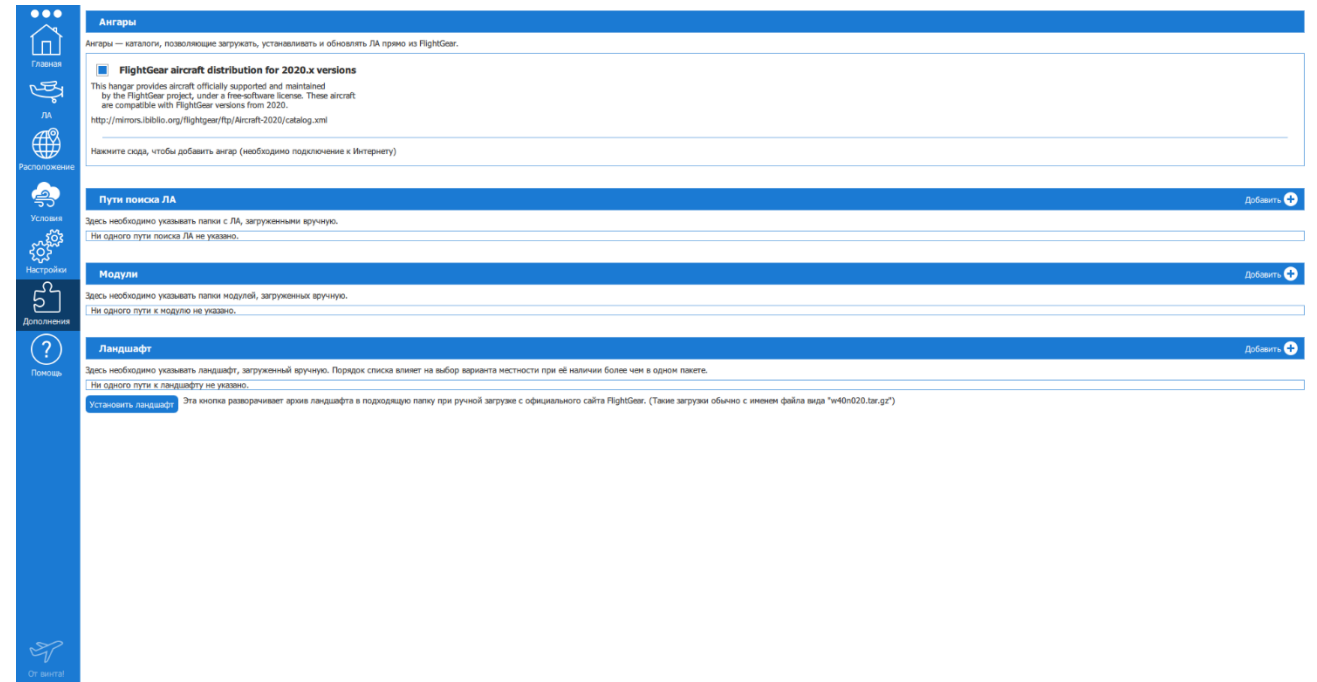 Главная
ЛА
Расположение
Условия
Настройки
Дополнения
Помощь
От винта!
Ангары
Ангары — каталоги, позволяющие загружать, устанавливать и обновлять ЛА прямо из FlightGear.
FlightGear aircraft distribution for 2020.x versions
This hangar provides aircraft officially supported and maintained
by the FlightGear project, under a free-software license. These aircraft
are compatible with FlightGear versions from 2020.
http://mirrors.ibiblio.org/flightgear/ftp/Aircraft-2020/catalog.xml
Нажмите сюда, чтобы добавить ангар (необходимо подключение к Интернету)
Пути поиска ЛА
Добавить
Здесь необходимо указывать папки с ЛА, загруженными вручную.
Ни одного пути поиска ЛА не указано.
Модули
Добавить
Здесь необходимо указывать папки модулей, загруженных вручную.
Ни одного пути к модулю не указано.
Ландшафт
Добавить
Здесь необходимо указывать ландшафт, загруженный вручную. Порядок списка влияет на выбор варианта местности при её наличии более чем в одном пакете.
Ни одного пути к ландшафту не указано.
Установить ландшафт
Эта кнопка разворачивает архив ландшафта в подходящую папку при ручной загрузке с официального сайта FlightGear. (Такие загрузки обычно с именем файла вида "w40n020.tar.gz")